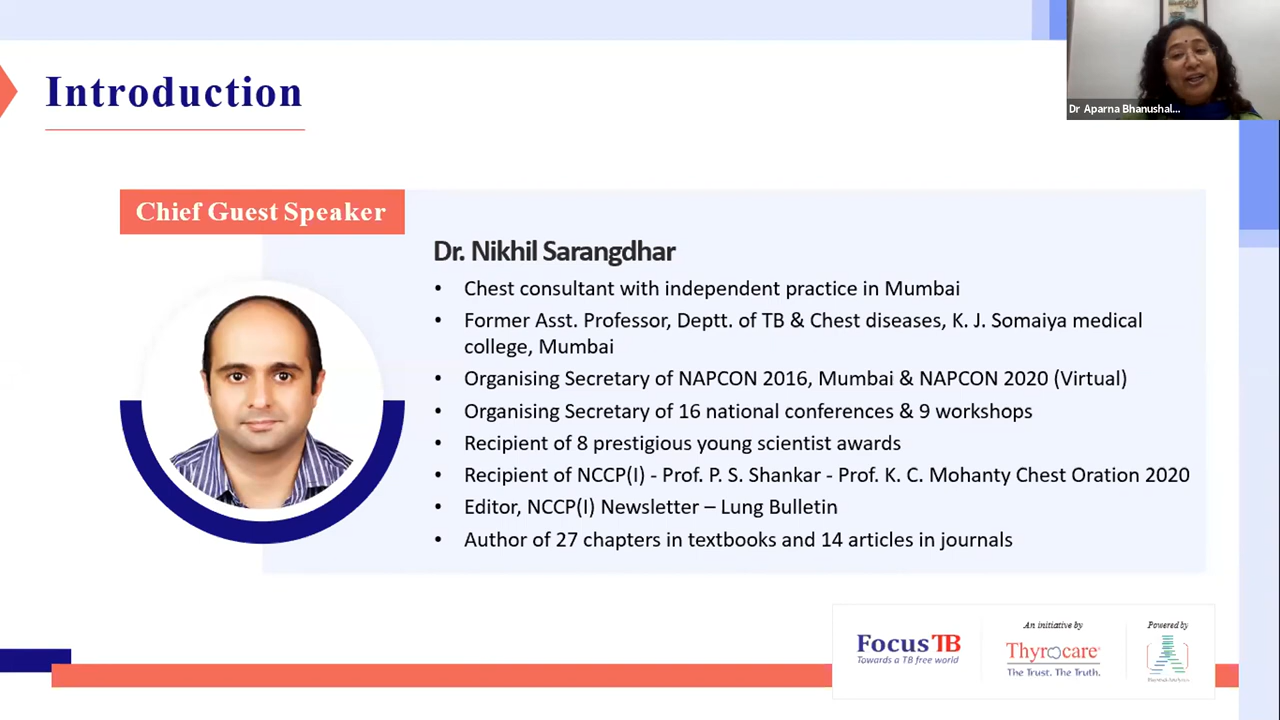 Introduction
Dr Aparna Bhanushal...
Chief Guest Speaker
Dr. Nikhil Sarangdhar
• Chest consultant with independent practice in Mumbai
• Former Asst. Professor, Deptt. of TB & Chest diseases, K. J. Somaiya medical
college, Mumbai
• Organising Secretary of NAPCON 2016, Mumbai & NAPCON 2020 (Virtual)
• Organising Secretary of 16 national conferences & 9 workshops
• Recipient of 8 prestigious young scientist awards
• Recipient of NCCP(I) - Prof. P. S. Shankar - Prof. K. C. Mohanty Chest Oration 2020
• Editor, NCCP(I) Newsletter – Lung Bulletin
• Author of 27 chapters in textbooks and 14 articles in journals
Focus TB
Towards a TB free world
An initiative by
Thyrocare
The Trust. The Truth.
Powered by